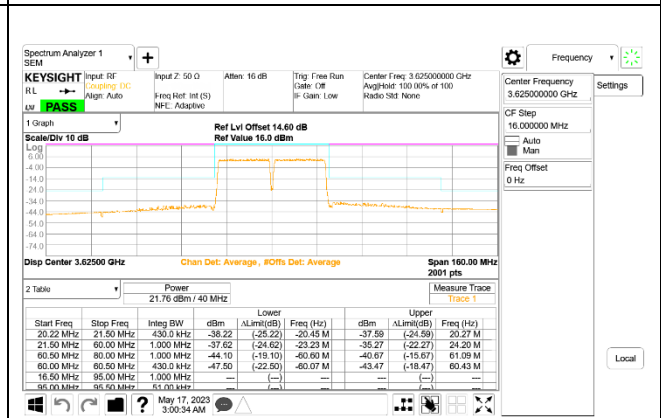 Spectrum Analyzer 1
SEM
+
Frequency
KEYSIGHT
R L
PASS
Input: RF
Coupling: DC
Align: Auto
Input Z: 50 Ω
Freq Ref: Int (S)
NFE: Adaptive
Atten: 16 dB
Trig: Free Run
Gate: Off
IF Gain: Low
Center Freq: 3.625000000 GHz
Avg|Hold: 100.00% of 100
Radio Std: None
Center Frequency
3.625000000 GHz
Settings
CF Step
16.000000 MHz
Auto
Man
Freq Offset
0 Hz
Local
1 Graph
Scale/Div 10 dB
Ref Lvl Offset 14.60 dB
Ref Value 16.0 dBm
Log
6.00
-4.00
-14.0
-24.0
-34.0
-44.0
-54.0
-64.0
-74.0
Disp Center 3.62500 GHz
Chan Det: Average, #Offs Det: Average
Span 160.00 MHz
2001 pts
2 Table
Power
21.76 dBm / 40 MHz
Measure Trace
Trace 1
Lower Upper
Start Freq Stop Freq Integ BW dBm ΔLimit(dB) Freq (Hz) dBm ΔLimit(dB) Freq (Hz)
20.22 MHz 21.50 MHz 430.0 kHz -38.22 (-25.22) -20.45 M -37.59 (-24.59) 20.27 M
21.50 MHz 60.00 MHz 1.000 MHz -37.62 (-24.62) -23.23 M -35.27 (-22.27) 24.20 M
60.50 MHz 80.00 MHz 1.000 MHz -44.10 (-19.10) -60.60 M -40.67 (-15.67) 61.09 M
60.00 MHz 60.50 MHz 430.0 kHz -47.50 (-22.50) -60.07 M -43.47 (-18.47) 60.43 M
16.50 MHz 95.00 MHz 1.000 MHz --- (---) --- --- (---) ---
95.00 MHz 95.50 MHz 51.00 kHz --- (---) --- --- (---) ---
?
May 17, 2023
3:00:34 AM